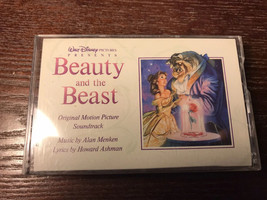 Walt Disney PICTURES
PRESENTS
Beauty
and the
Beast
Original Motion Picture
Soundtrack
Music by Alan Menken
Lyrics by Howard Ashman